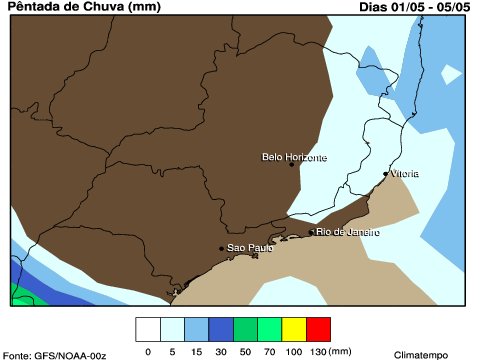 Pêntada de Chuva (mm) Dias 01/05 - 05/05
Belo Horizonte
Vitoria
Rio de Janeiro
Sao Paulo
0 5 15 30 50 70 100 130 (mm)
Fonte: GFS/NOAA-00z Climatempo